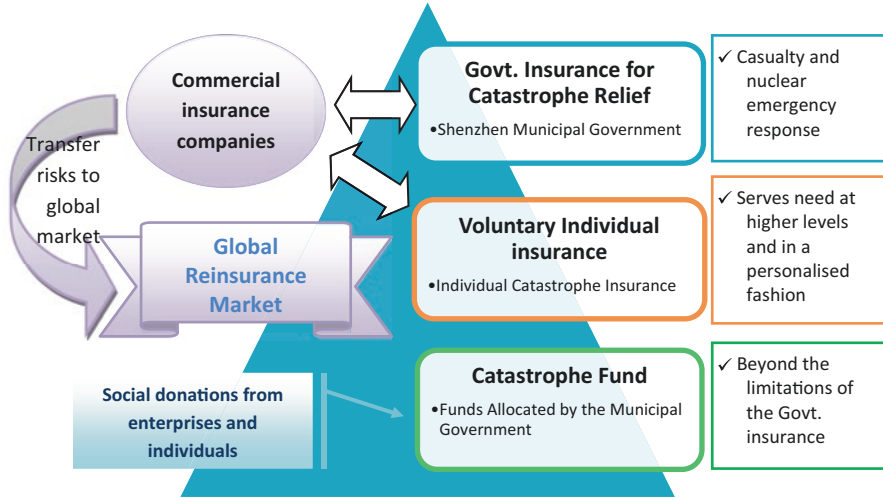 Commercial
insurance
companies
Transfer
risks to
global
market
Global
Reinsurance
Market
Social donations from
enterprises and
individuals
Govt. Insurance for
Catastrophe Relief
•Shenzhen Municipal Government
✓ Casualty and
nuclear
emergency
response
Voluntary Individual
insurance
•Individual Catastrophe Insurance
✓ Serves need at
higher levels
and in a
personalised
fashion
Catastrophe Fund
•Funds Allocated by the Municipal
Government
✓ Beyond the
limitations of
the Govt.
insurance